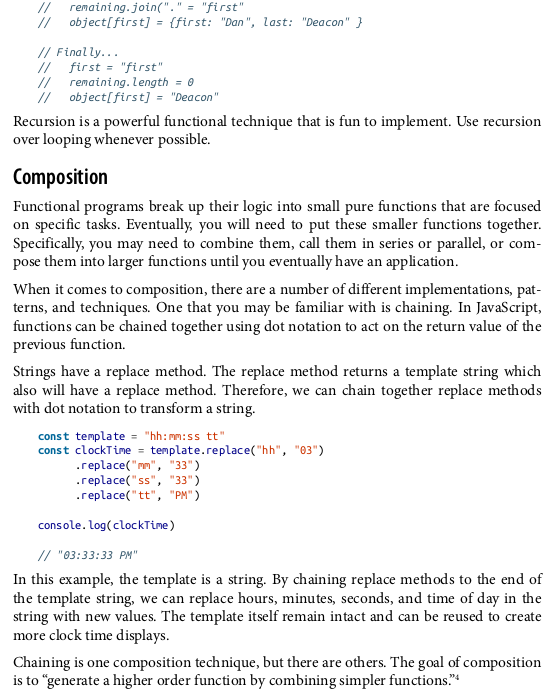 //   remaining.join(".") = "first"
//   object[first] = {first: "Dan", last: "Deacon" }
// Finally...
//   first = "first"
//   remaining.length = 0
//   object[first] = "Deacon"
Recursion is a powerful functional technique that is fun to implement. Use recursion
over looping whenever possible.
Composition
Functional programs break up their logic into small pure functions that are focused
on specific tasks. Eventually, you will need to put these smaller functions together.
Specifically, you may need to combine them, call them in series or parallel, or com-
pose them into larger functions until you eventually have an application.
When it comes to composition, there are a number of different implementations, pat-
terns, and techniques. One that you may be familiar with is chaining. In JavaScript,
functions can be chained together using dot notation to act on the return value of the
previous function.
Strings have a replace method. The replace method returns a template string which
also will have a replace method. Therefore, we can chain together replace methods
with dot notation to transform a string.
const template = "hh:mm:ss tt"
const clockTime = template.replace("hh", "03")
      .replace("mm", "33")
      .replace("ss", "33")
      .replace("tt", "PM")
console.log(clockTime)
// "03:33:33 PM"
In this example, the template is a string. By chaining replace methods to the end of
the template string, we can replace hours, minutes, seconds, and time of day in the
string with new values. The template itself remain intact and can be reused to create
more clock time displays.
Chaining is one composition technique, but there are others. The goal of composition
is to “generate a higher order function by combining simpler functions.”4